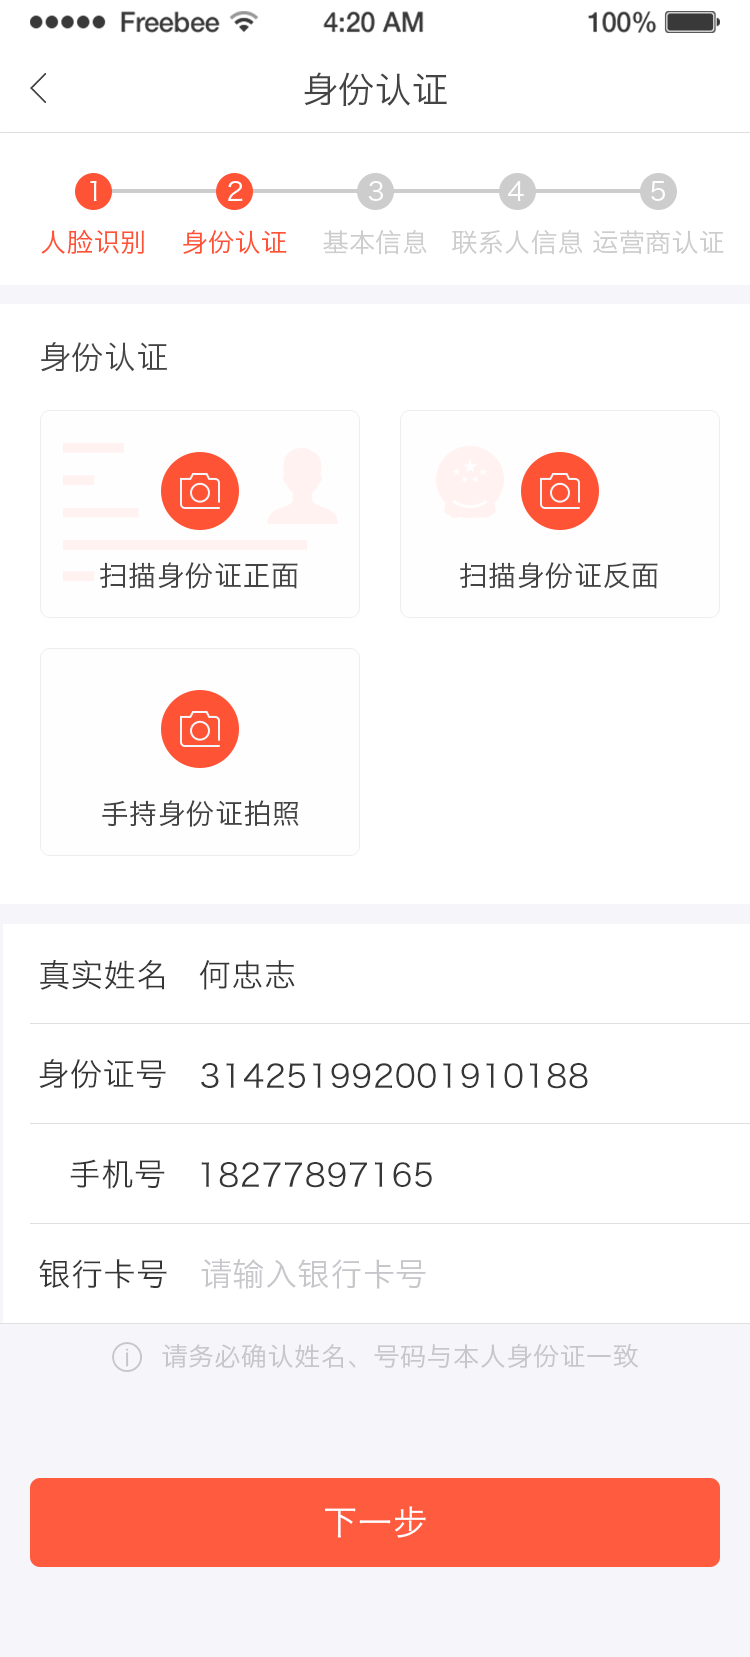 Freebee 4:20 AM 100%
身份认证
1 2 3 4 5
人脸识别 身份认证 基本信息 联系人信息 运营商认证
身份认证
扫描身份证正面 扫描身份证反面
手持身份证拍照
真实姓名 何忠志
身份证号 314251992001910188
手机号 18277897165
银行卡号 请输入银行卡号
请务必确认姓名、号码与本人身份证一致
下一步